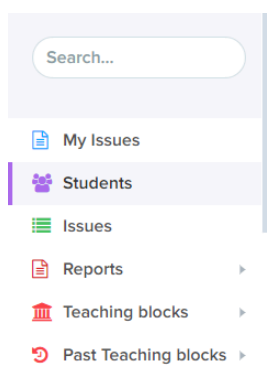 Search...
My Issues
Students
Issues
Reports
Teaching blocks
Past Teaching blocks